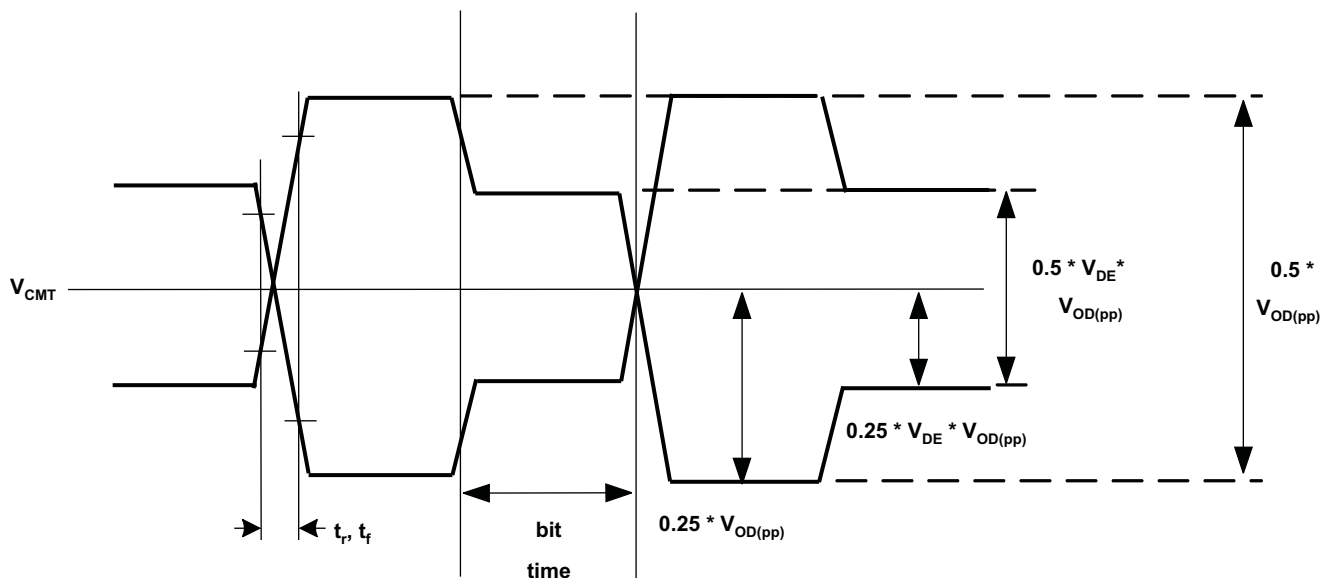 V_CMT
0.5 * V_DE*
V_OD(pp)
0.5 *
V_OD(pp)
0.25 * V_DE * V_OD(pp)
0.25 * V_OD(pp)
t_r, t_f
bit
time